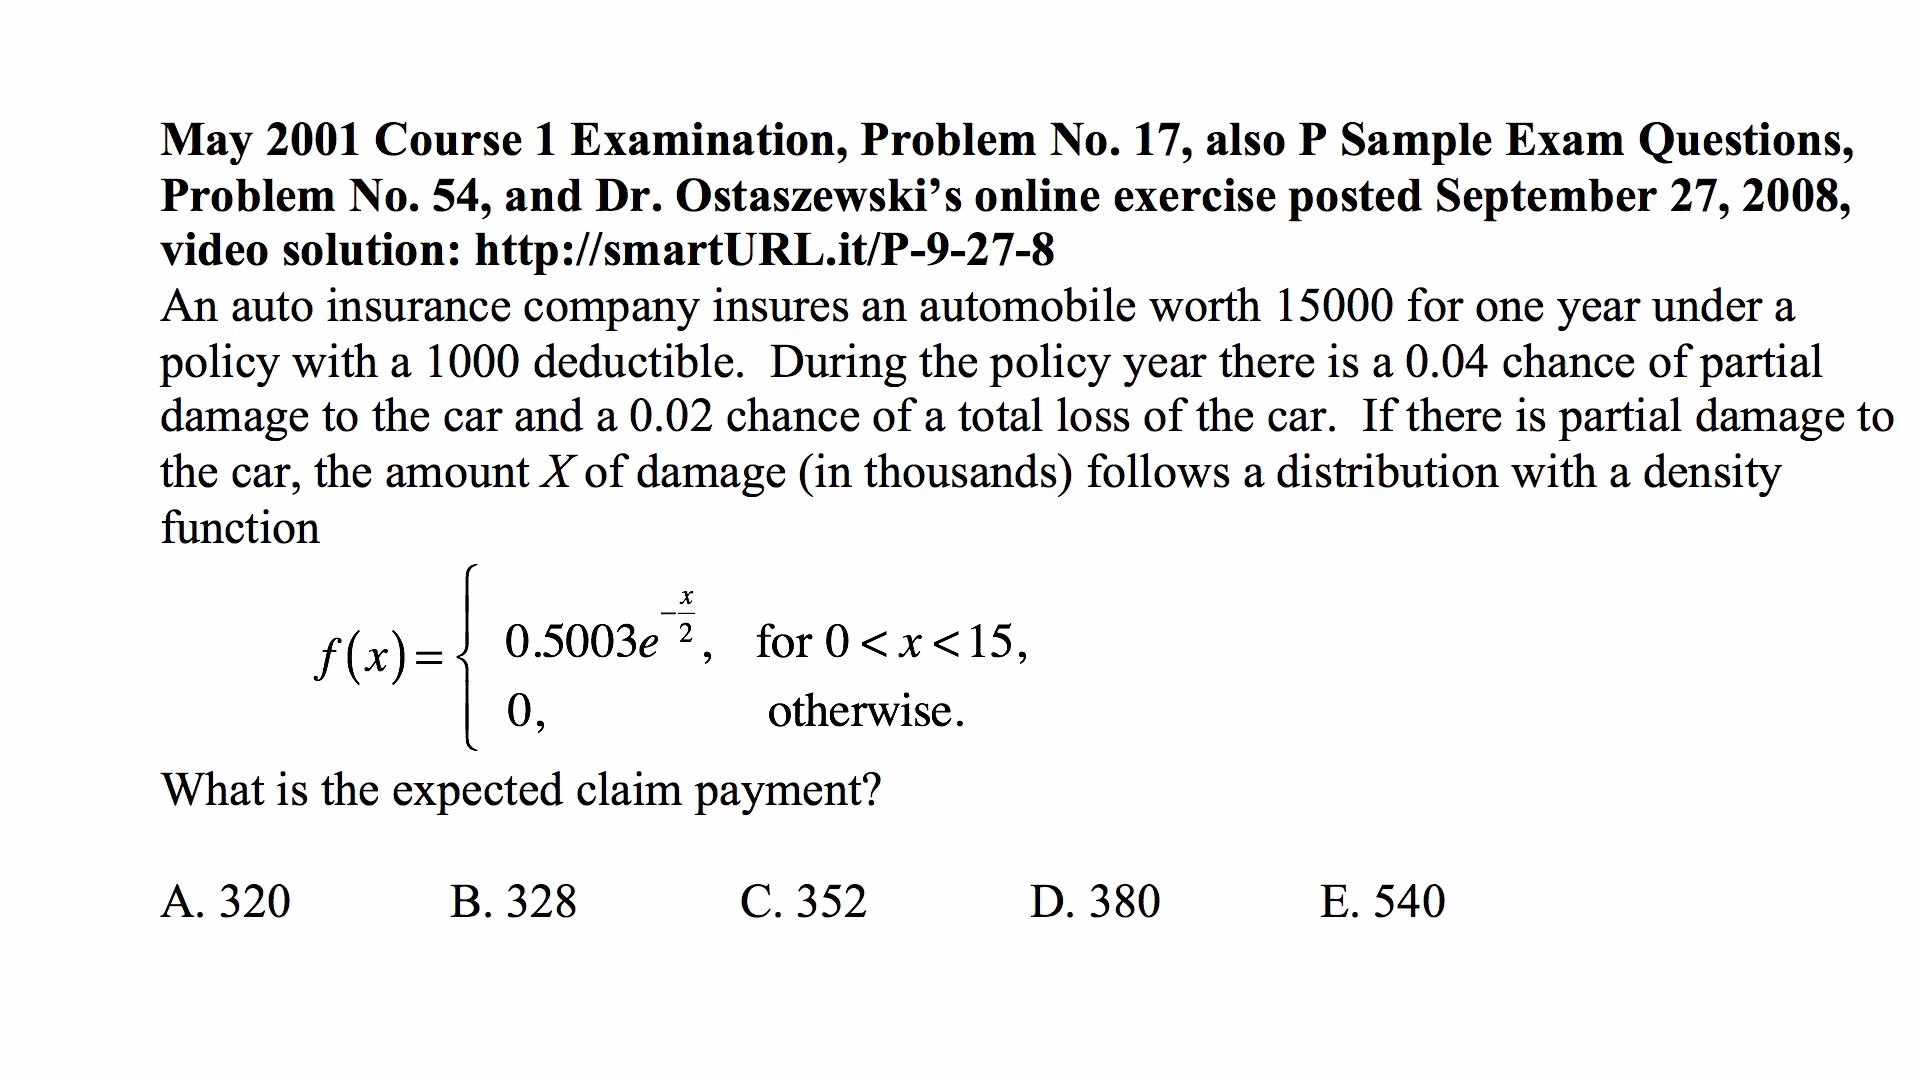 May 2001 Course 1 Examination, Problem No. 17, also P Sample Exam Questions,
Problem No. 54, and Dr. Ostaszewski’s online exercise posted September 27, 2008,
video solution: http://smartURL.it/P-9-27-8
An auto insurance company insures an automobile worth 15000 for one year under a
policy with a 1000 deductible.  During the policy year there is a 0.04 chance of partial
damage to the car and a 0.02 chance of a total loss of the car.  If there is partial damage to
the car, the amount X of damage (in thousands) follows a distribution with a density
function
f(x) = { 0.5003e^{-x/2}, for 0 < x < 15,
0, otherwise.
What is the expected claim payment?
A. 320 B. 328 C. 352 D. 380 E. 540